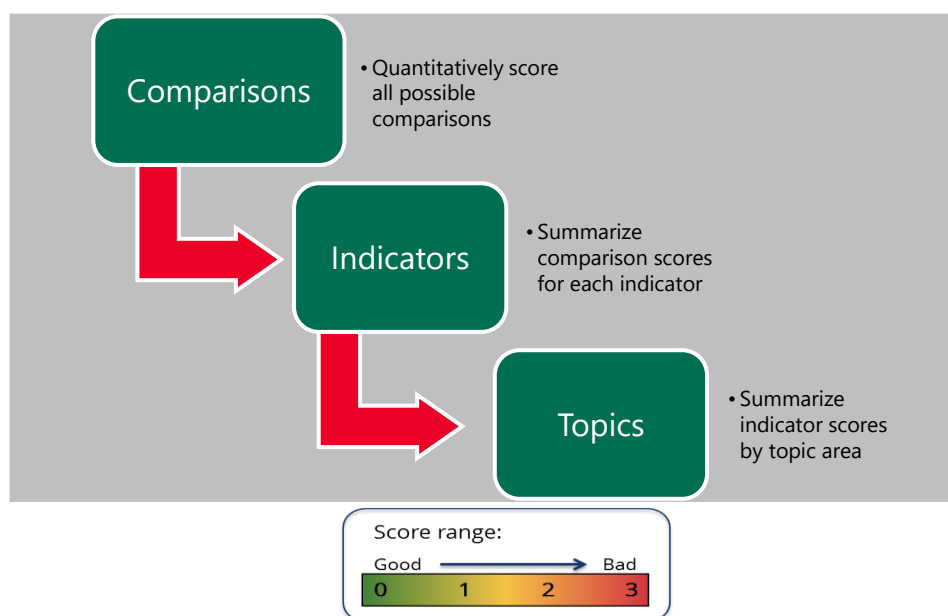 Comparisons
• Quantitatively score
all possible
comparisons
Indicators
• Summarize
comparison scores
for each indicator
Topics
• Summarize
indicator scores
by topic area
Score range:
Good Bad
0 1 2 3